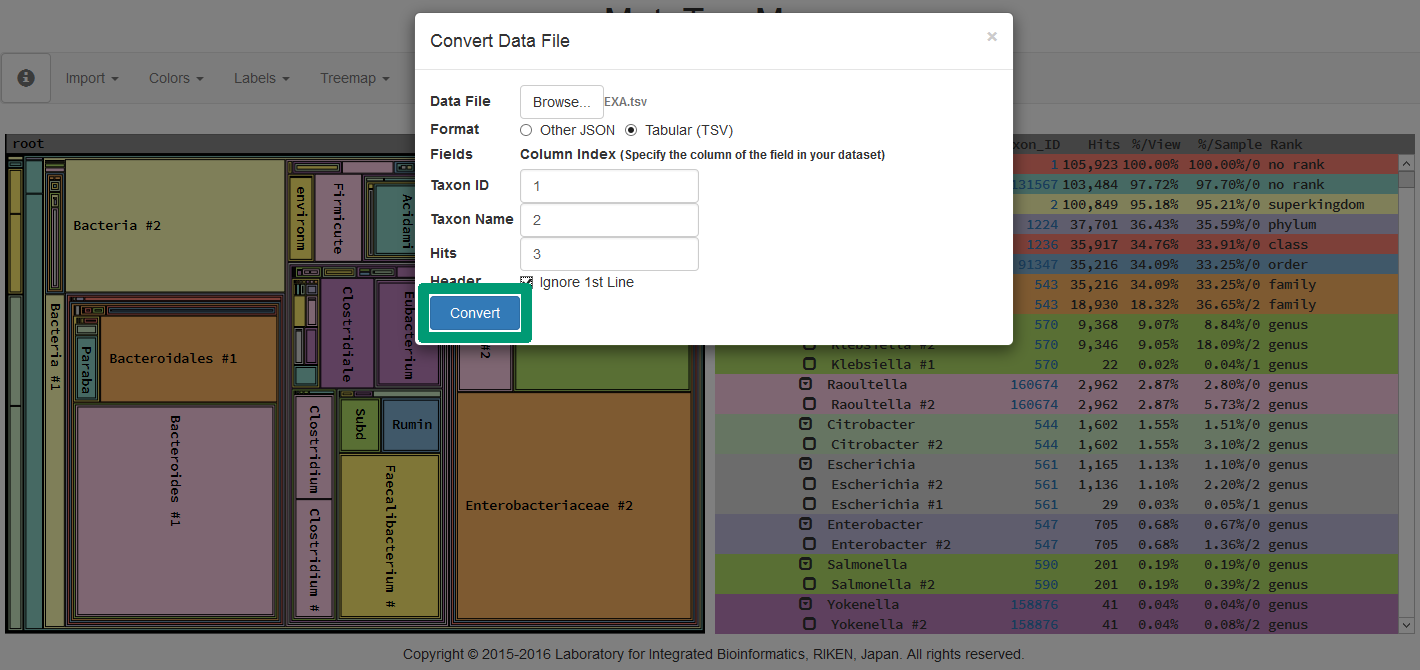 Convert Data File ×
Import Colors Labels Treemap
Data File Browse... EXA.tsv
Format Other JSON Tabular (TSV)
Fields Column Index (Specify the column of the field in your dataset)
Taxon ID 1
Taxon Name 2
Hits 3
Header Ignore 1st Line
Convert
root
Bacteria #2
environm
Firmicute
Acidami
Bacteria #1
Paraba
Bacteroidales #1
Clostridiale
Eubacterium
#2
Bacteroides #1
Clostridium
Subd
Rumin
Clostridium #
Faecalibacterium #
Enterobacteriaceae #2
xon_ID Hits %/View %/Sample Rank
1 105,923 100.00% 100.00%/0 no rank
131567 103,484 97.72% 97.70%/0 no rank
2 100,849 95.18% 95.21%/0 superkingdom
1224 37,701 36.43% 35.59%/0 phylum
1236 35,917 34.76% 33.91%/0 class
91347 35,216 34.09% 33.25%/0 order
543 35,216 34.09% 33.25%/0 family
543 18,930 18.32% 36.65%/2 family
570 9,368 9.07% 8.84%/0 genus
Klebsiella #2 570 9,346 9.05% 18.09%/2 genus
Klebsiella #1 570 22 0.02% 0.04%/1 genus
Raoultella 160674 2,962 2.87% 2.80%/0 genus
Raoultella #2 160674 2,962 2.87% 5.73%/2 genus
Citrobacter 544 1,602 1.55% 1.51%/0 genus
Citrobacter #2 544 1,602 1.55% 3.10%/2 genus
Escherichia 561 1,165 1.13% 1.10%/0 genus
Escherichia #2 561 1,136 1.10% 2.20%/2 genus
Escherichia #1 561 29 0.03% 0.05%/1 genus
Enterobacter 547 705 0.68% 0.67%/0 genus
Enterobacter #2 547 705 0.68% 1.36%/2 genus
Salmonella 590 201 0.19% 0.19%/0 genus
Salmonella #2 590 201 0.19% 0.39%/2 genus
Yokenella 158876 41 0.04% 0.04%/0 genus
Yokenella #2 158876 41 0.04% 0.08%/2 genus
Copyright © 2015-2016 Laboratory for Integrated Bioinformatics, RIKEN, Japan. All rights reserved.